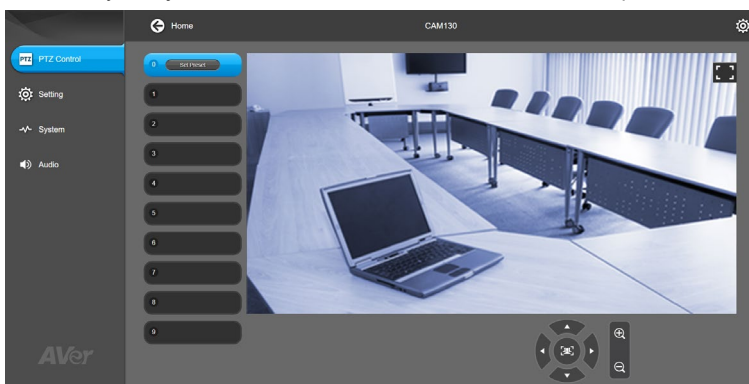 Home
CAM130
PTZ PTZ Control
Setting
System
Audio
0 Set Preset
1
2
3
4
5
6
7
8
9
AVer